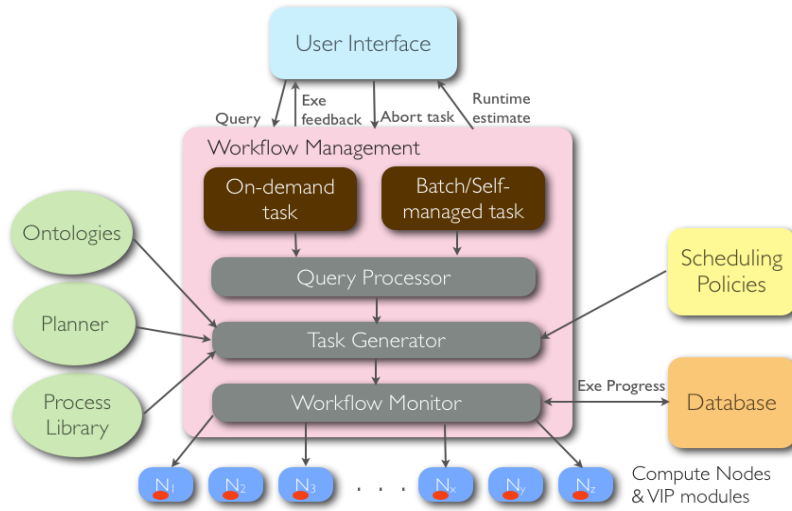 User Interface
Query
Exe
feedback
Abort task
Runtime
estimate
Workflow Management
On-demand
task
Batch/Self-
managed task
Ontologies
Query Processor
Scheduling
Policies
Planner
Task Generator
Process
Library
Workflow Monitor
Exe Progress
Database
N1 N2 N3 . . . Nx Ny Nz
Compute Nodes
& VIP modules